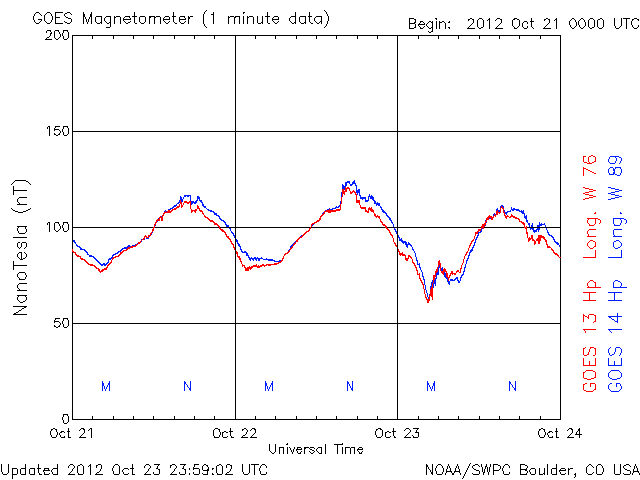 GOES Magnetometer (1 minute data)
Begin: 2012 Oct 21 0000 UTC
200
150
100
50
0
NanoTesla (nT)
M N M N M N
Oct 21 Oct 22 Oct 23 Oct 24
Universal Time
GOES 13 Hp Long. W 76
GOES 14 Hp Long. W 89
Updated 2012 Oct 23 23:59:02 UTC
NOAA/SWPC Boulder, CO USA